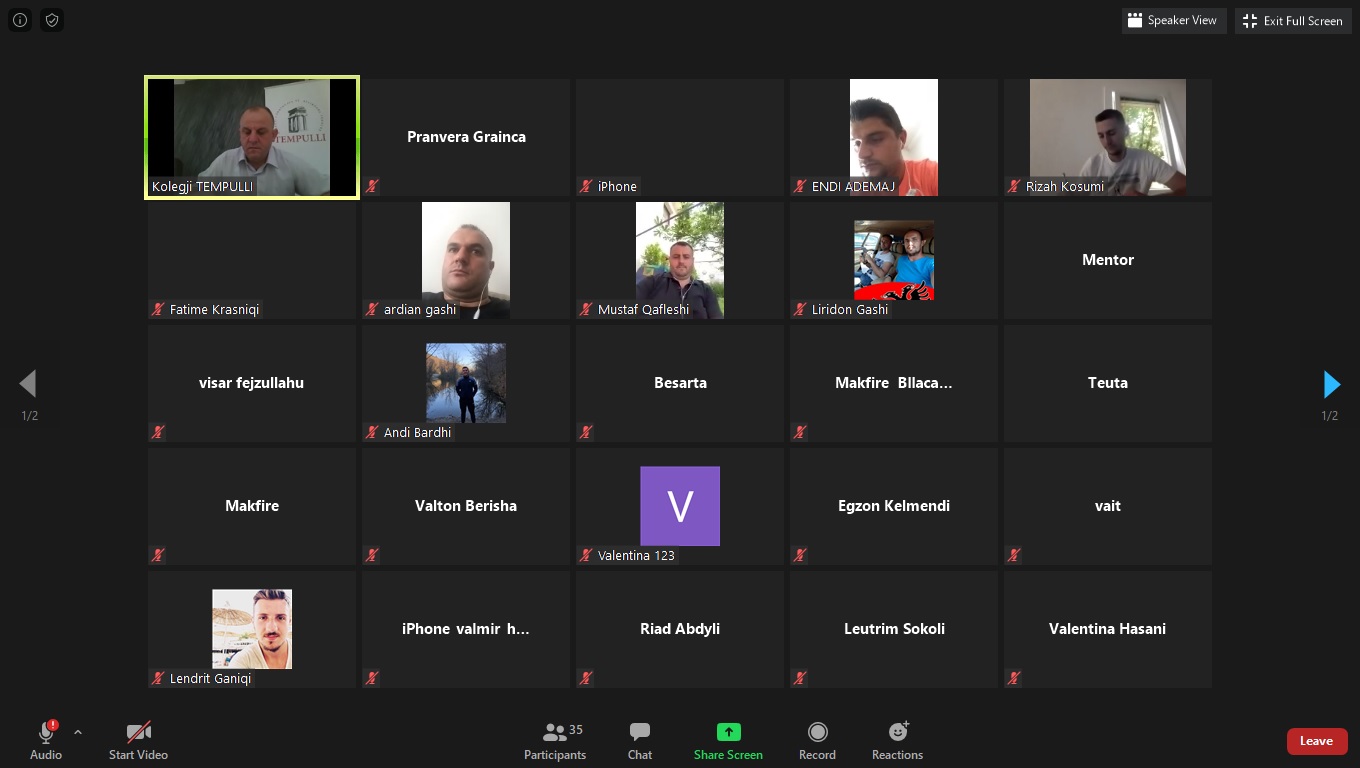 Speaker View
Exit Full Screen
TEMPULLI
Kolegji TEMPULLI
Pranvera Grainca
iPhone
ENDI ADEMAJ
Rizah Kosumi
Fatime Krasniqi
ardian gashi
Mustaf Qafleshi
Liridon Gashi
Mentor
visar fejzullahu
Andi Bardhi
Besarta
Makfire Bllaca...
Teuta
1/2
1/2
Makfire
Valton Berisha
V
Valentina 123
Egzon Kelmendi
vait
Lendrit Ganiqi
iPhone valmir h...
Riad Abdyli
Leutrim Sokoli
Valentina Hasani
Audio
Start Video
35
Participants
Chat
Share Screen
Record
Reactions
Leave